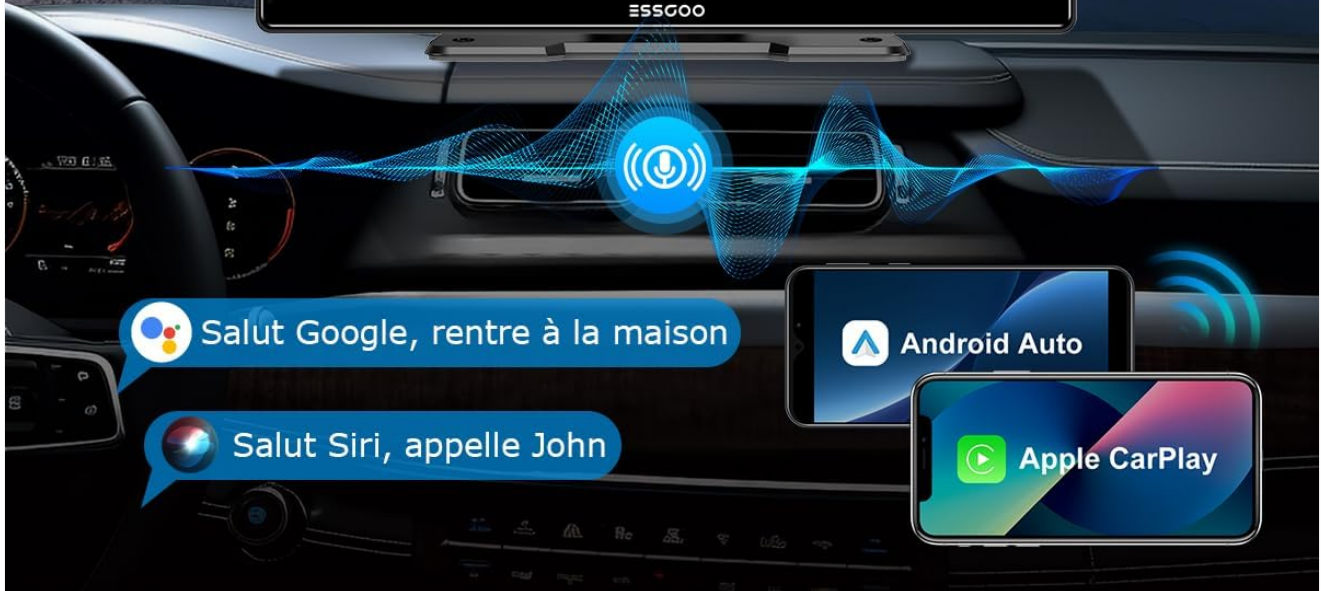 ESSGOO
Salut Google, rentre à la maison
Android Auto
Salut Siri, appelle John
Apple CarPlay